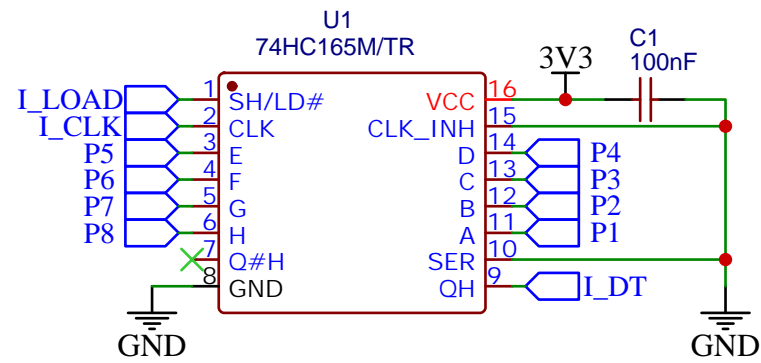 U1
74HC165M/TR
C1
100nF
3V3
I_LOAD 1 SH/LD# VCC 16
I_CLK 2 CLK CLK_INH 15
P5 3 E D 14 P4
P6 4 F C 13 P3
P7 5 G B 12 P2
P8 6 H A 11 P1
7 Q#H SER 10
8 GND QH 9 I_DT
GND GND